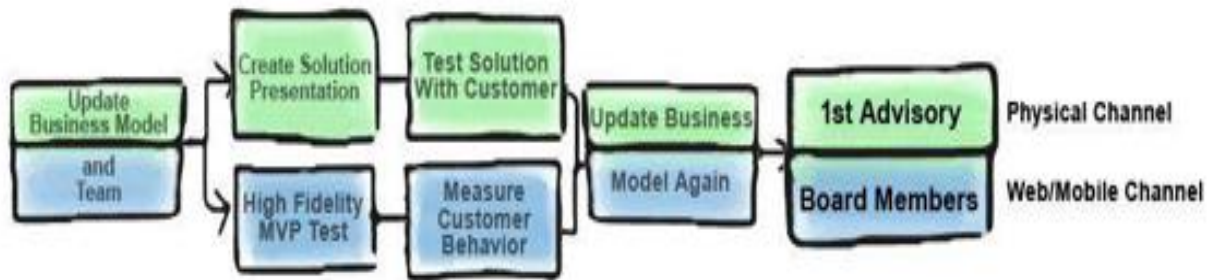 Update
Business Model
and
Team
Create Solution
Presentation
Test Solution
With Customer
High Fidelity
MVP Test
Measure
Customer
Behavior
Update Business
Model Again
1st Advisory
Board Members
Physical Channel
Web/Mobile Channel